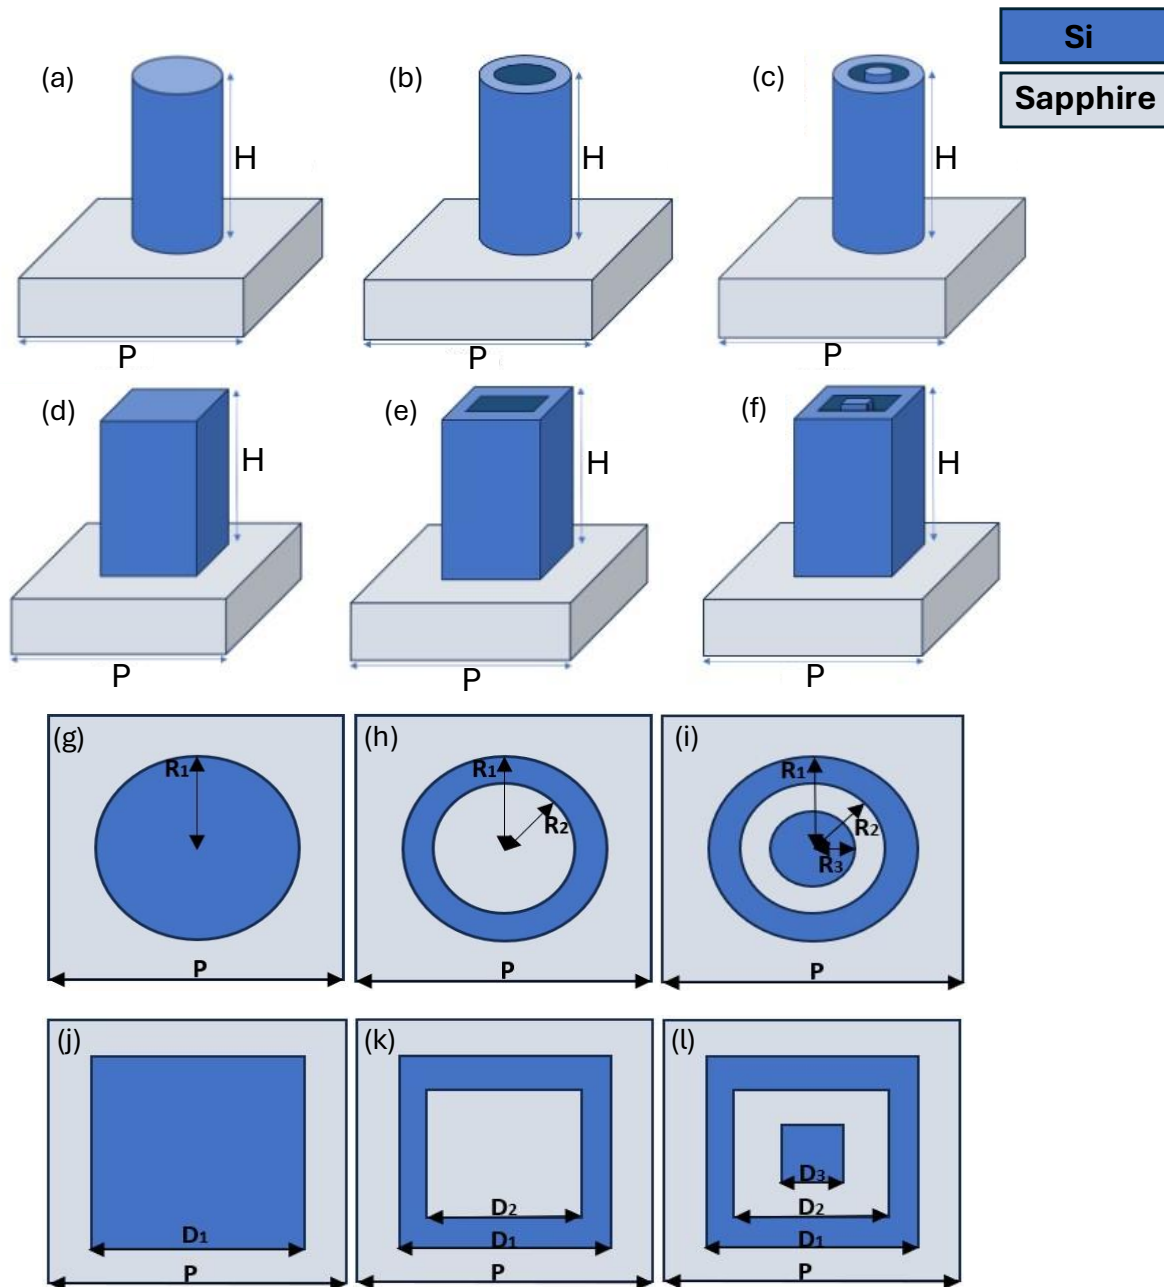 Si
Sapphire
(a)
(b)
(c)
H
H
H
P
P
P
(d)
(e)
(f)
H
H
H
P
P
P
(g)
(h)
(i)
R1
R1
R2
R1
R2
R3
P
P
P
(j)
(k)
(l)
D3
D2
D2
D1
D1
D1
P
P
P